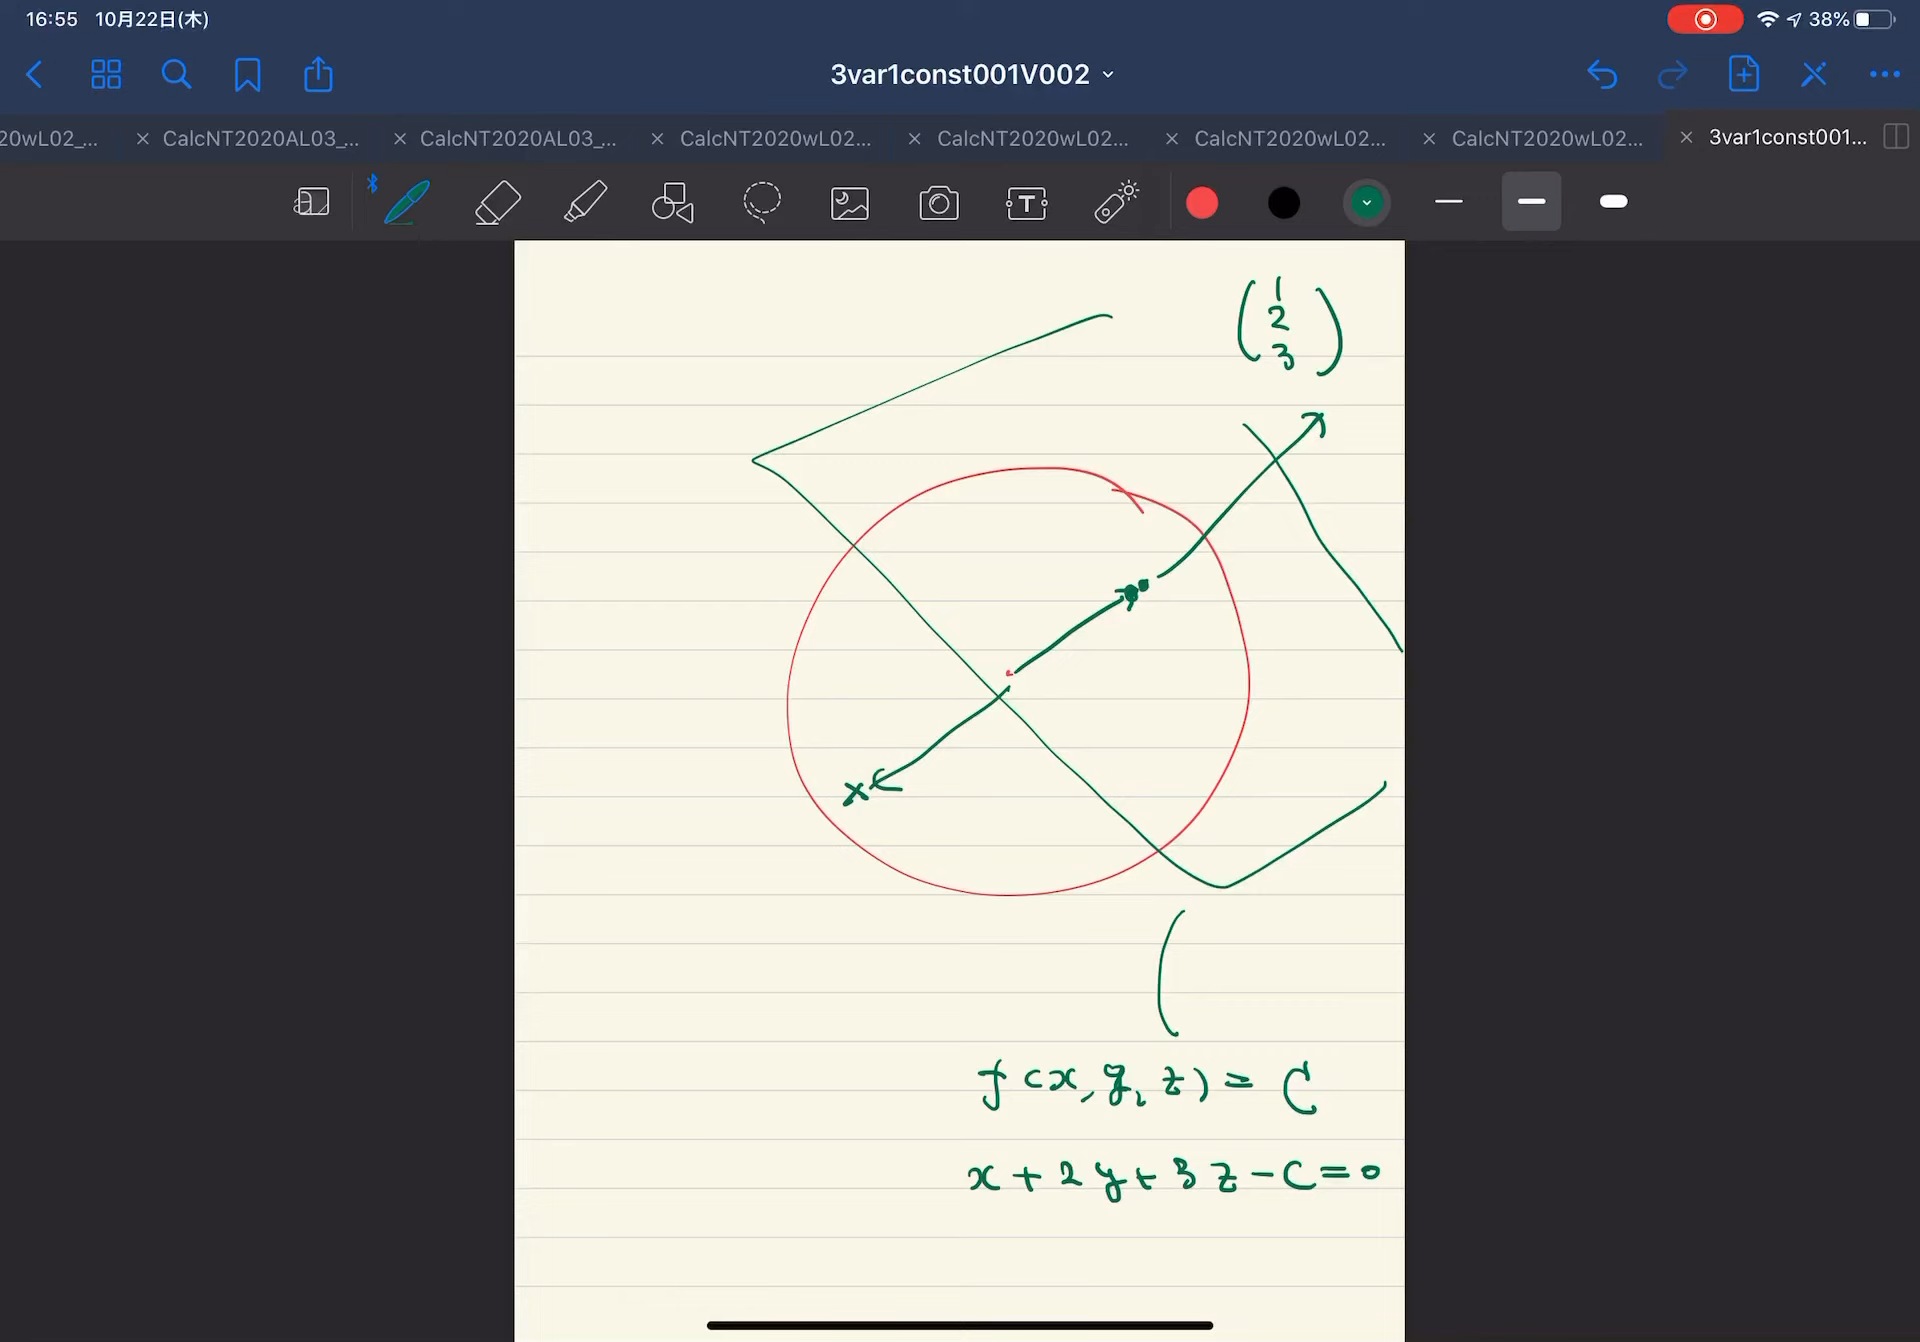 16:55 10月22日(木) 38%
3var1const001V002
20wL02_... CalcNT2020AL03_... CalcNT2020AL03_... CalcNT2020wL02... CalcNT2020wL02... CalcNT2020wL02... CalcNT2020wL02... 3var1const001...
T
(1
2
3)
(
f(x, y, z) = C
x + 2y + 3z - C = 0